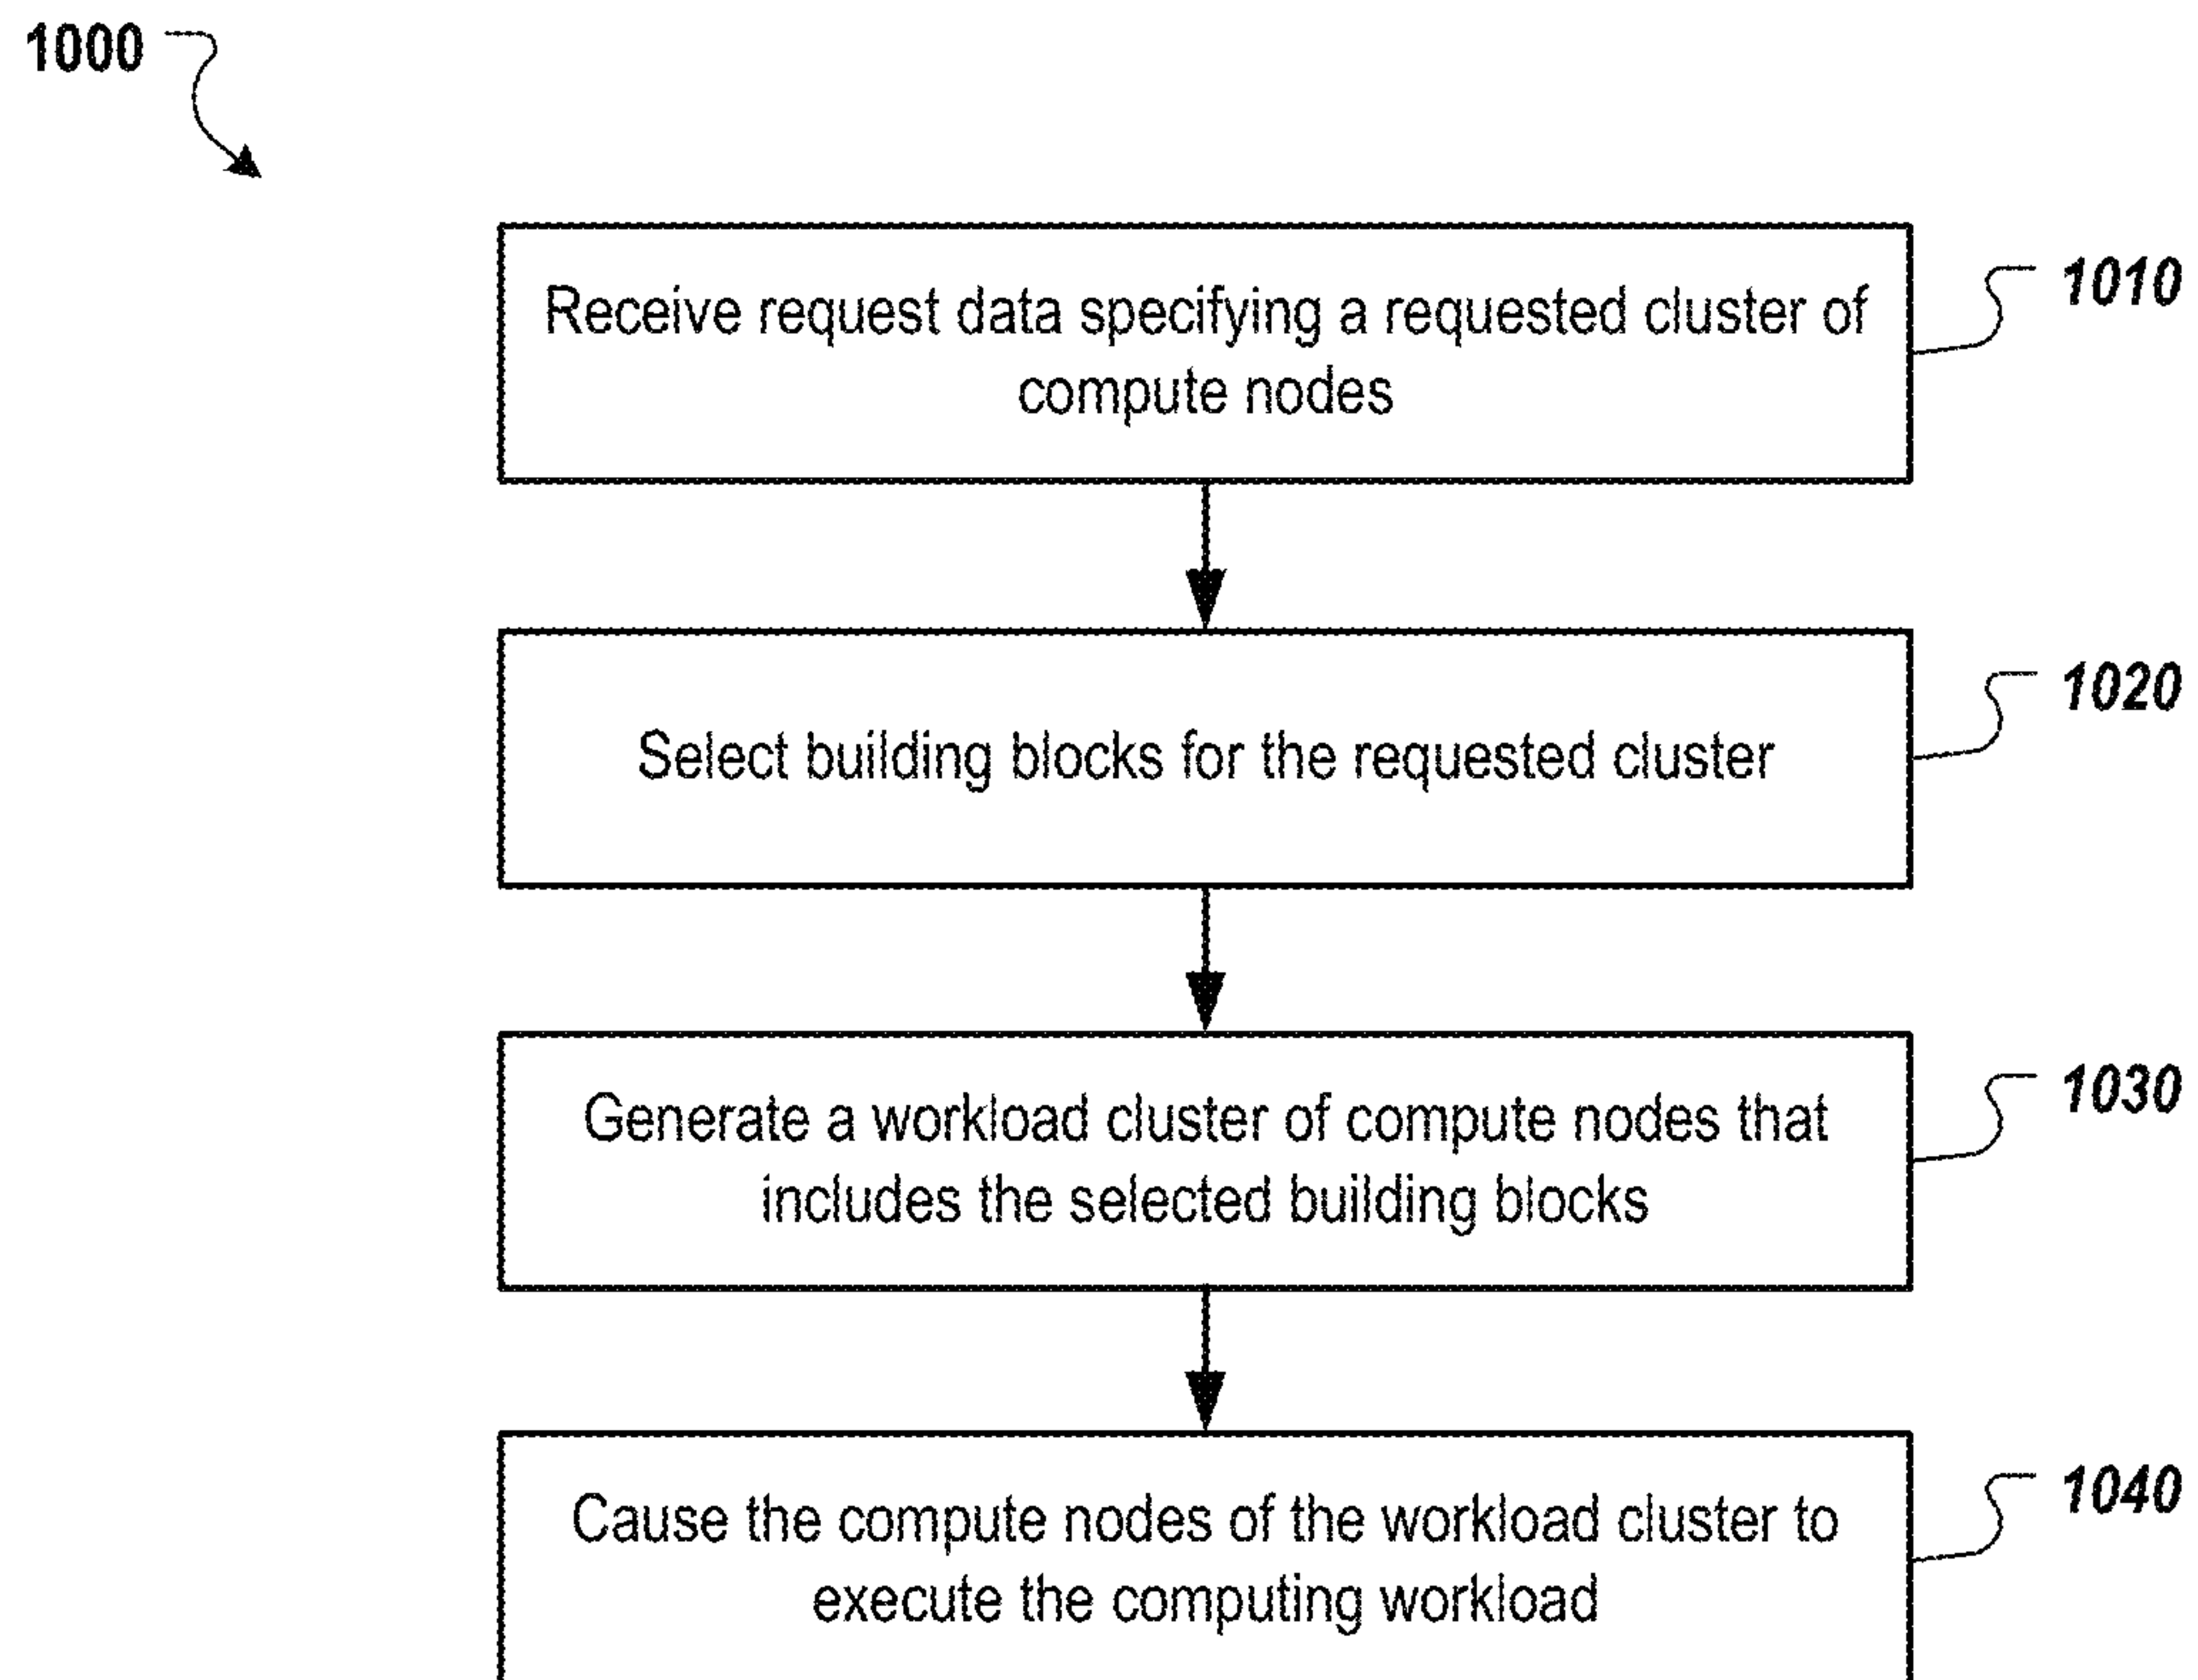 1000
Receive request data specifying a requested cluster of
compute nodes
1010
Select building blocks for the requested cluster
1020
Generate a workload cluster of compute nodes that
includes the selected building blocks
1030
Cause the compute nodes of the workload cluster to
execute the computing workload
1040